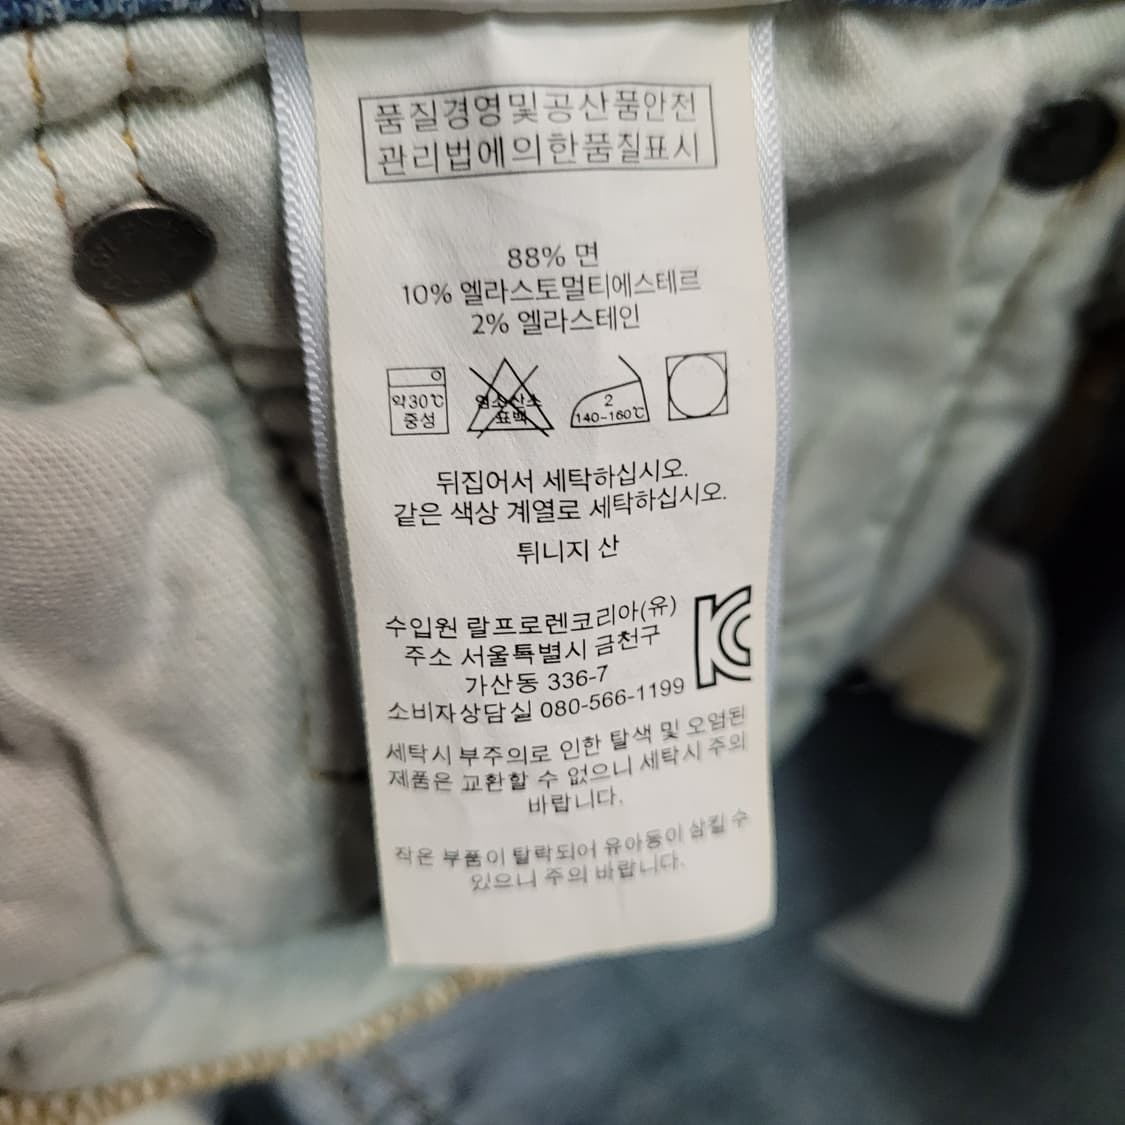 품질경영및공산품안전
관리법에의한품질표시
88% 면
10% 엘라스토멀티에스테르
2% 엘라스테인
약30℃
중성
염소산소
표백
2
140~160℃
뒤집어서 세탁하십시오.
같은 색상 계열로 세탁하십시오.
튀니지 산
수입원 랄프로렌코리아(유)
주소 서울특별시 금천구
가산동 336-7
소비자상담실 080-566-1199
KC
세탁시 부주의로 인한 탈색 및 오염된
제품은 교환할 수 없으니 세탁시 주의
바랍니다.
작은 부품이 탈락되어 유아동이 삼킬 수
있으니 주의 바랍니다.